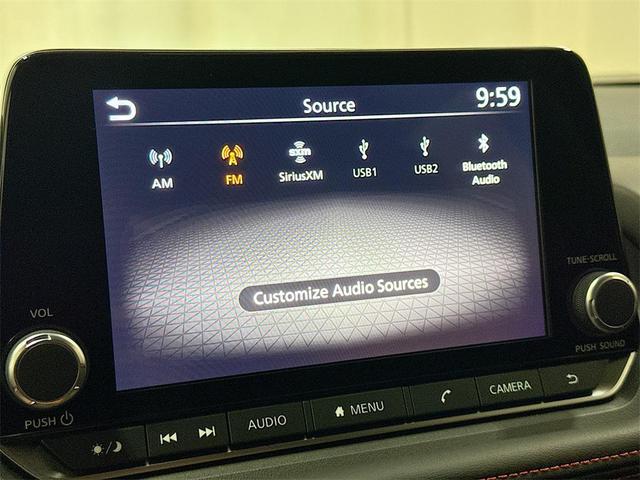 Source
9:59
AM
FM
sxm
SiriusXM
USB1
USB2
Bluetooth
Audio
Customize Audio Sources
VOL
PUSH
TUNE·SCROLL
PUSH SOUND
AUDIO
MENU
CAMERA